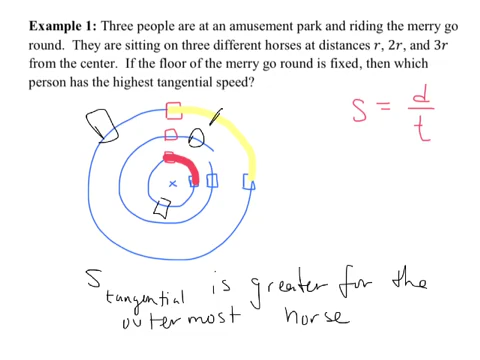 Example 1: Three people are at an amusement park and riding the merry go
round. They are sitting on three different horses at distances r, 2r, and 3r
from the center. If the floor of the merry go round is fixed, then which
person has the highest tangential speed?
S = d/t
S tangential is greater for the
outermost horse